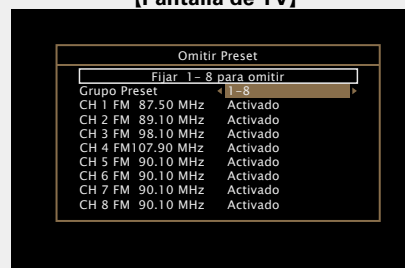 【Pantalla de TV】
Omitir Preset
Fijar 1– 8 para omitir
Grupo Preset 1–8
CH 1 FM 87.50 MHz Activado
CH 2 FM 89.10 MHz Activado
CH 3 FM 98.10 MHz Activado
CH 4 FM107.90 MHz Activado
CH 5 FM 90.10 MHz Activado
CH 6 FM 90.10 MHz Activado
CH 7 FM 90.10 MHz Activado
CH 8 FM 90.10 MHz Activado